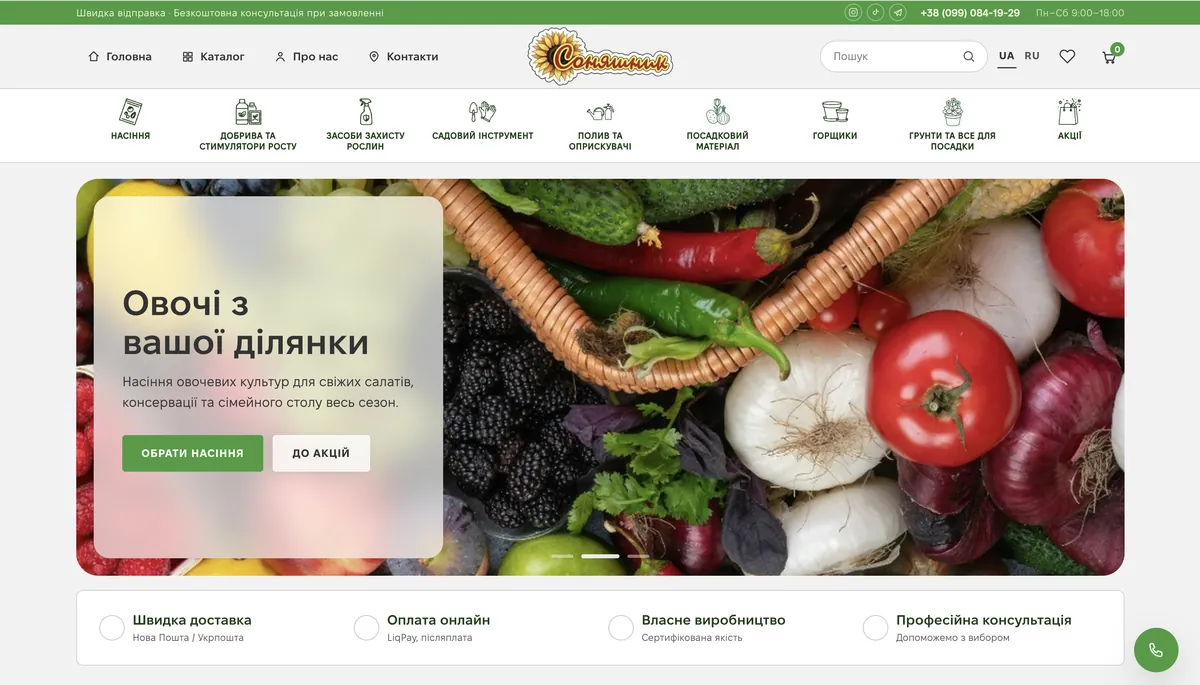 Швидка відправка · Безкоштовна консультація при замовленні
+38 (099) 084-19-29
Пн–Сб 9:00–18:00
Головна
Каталог
Про нас
Контакти
Соняшник
Пошук
UA
RU
0
НАСІННЯ
ДОБРИВА ТА
СТИМУЛЯТОРИ РОСТУ
ЗАСОБИ ЗАХИСТУ
РОСЛИН
САДОВИЙ ІНСТРУМЕНТ
ПОЛИВ ТА
ОПРИСКУВАЧІ
ПОСАДКОВИЙ
МАТЕРІАЛ
ГОРЩИКИ
ҐРУНТИ ТА ВСЕ ДЛЯ
ПОСАДКИ
АКЦІЇ
Овочі з
вашої ділянки
Насіння овочевих культур для свіжих салатів,
консервації та сімейного столу весь сезон.
ОБРАТИ НАСІННЯ
ДО АКЦІЙ
Швидка доставка
Нова Пошта / Укрпошта
Оплата онлайн
LiqPay, післяплата
Власне виробництво
Сертифікована якість
Професійна консультація
Допоможемо з вибором